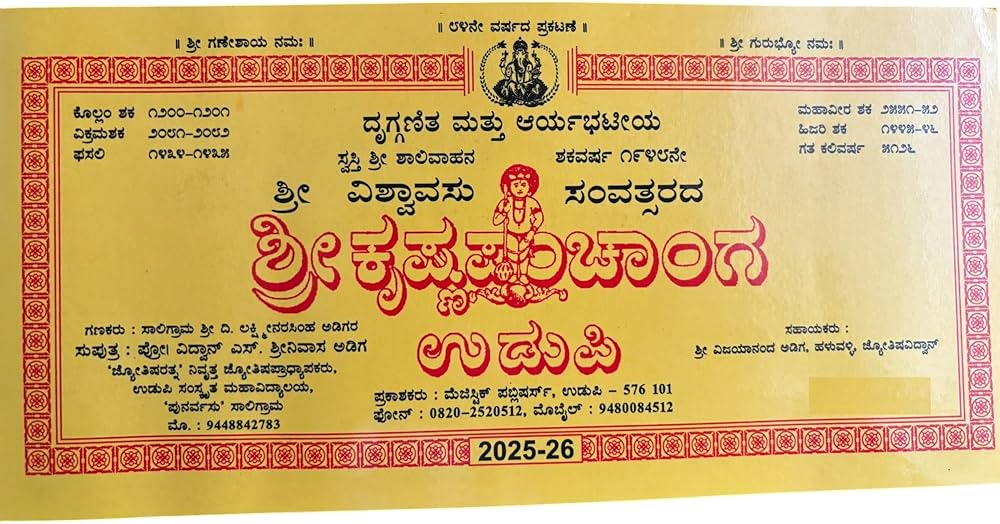 ॥ ೮೪ನೇ ವರ್ಷದ ಪ್ರಕಟಣೆ ॥
॥ ಶ್ರೀ ಗಣೇಶಾಯ ನಮಃ ॥
॥ ಶ್ರೀ ಗುರುಭ್ಯೋ ನಮಃ ॥
ಕೊಲ್ಲಂ ಶಕ ೧೨೦೦-೧೨೦೧
ವಿಕ್ರಮಶಕ ೨೦೮೧-೨೦೮೨
ಫಸಲಿ ೧೪೩೪-೧೪೩೫
ಮಹಾವೀರ ಶಕ ೨೫೫೧-೫೨
ಹಿಜರಿ ಶಕ ೧೪೪೫-೪೬
ಗತ ಕಲಿವರ್ಷ ೫೧೨೬
ದೃಗ್ಗಣಿತ ಮತ್ತು ಆರ್ಯಭಟೀಯ
ಸ್ವಸ್ತಿ ಶ್ರೀ ಶಾಲಿವಾಹನ ಶಕವರ್ಷ ೧೯೪೮ನೇ
ಶ್ರೀ ವಿಶ್ವಾವಸು ಸಂವತ್ಸರದ
ಶ್ರೀಕೃಷ್ಣಪಂಚಾಂಗ
ಉಡುಪಿ
ಗಣಕರು : ಸಾಲಿಗ್ರಾಮ ಶ್ರೀ ದಿ. ಲಕ್ಷ್ಮೀನರಸಿಂಹ ಅಡಿಗರ
ಸುಪುತ್ರ : ಪ್ರೋ। ವಿದ್ವಾನ್ ಎಸ್. ಶ್ರೀನಿವಾಸ ಅಡಿಗ
'ಜ್ಯೋತಿಷರತ್ನ' ನಿವೃತ್ತ ಜ್ಯೋತಿಷಪ್ರಾಧ್ಯಾಪಕರು,
ಉಡುಪಿ ಸಂಸ್ಕೃತ ಮಹಾವಿದ್ಯಾಲಯ,
'ಪುನರ್ವಸು' ಸಾಲಿಗ್ರಾಮ
ಮೊ. : 9448842783
ಪ್ರಕಾಶಕರು : ಮೆಜೆಸ್ಟಿಕ್ ಪಬ್ಲಿಷರ್ಸ್, ಉಡುಪಿ - 576 101
ಫೋನ್ : 0820-2520512, ಮೊಬೈಲ್ : 9480084512
ಸಹಾಯಕರು :
ಶ್ರೀ ವಿಜಯಾನಂದ ಅಡಿಗ, ಹಳುವಳ್ಳಿ, ಜ್ಯೋತಿಷವಿದ್ವಾನ್
2025-26